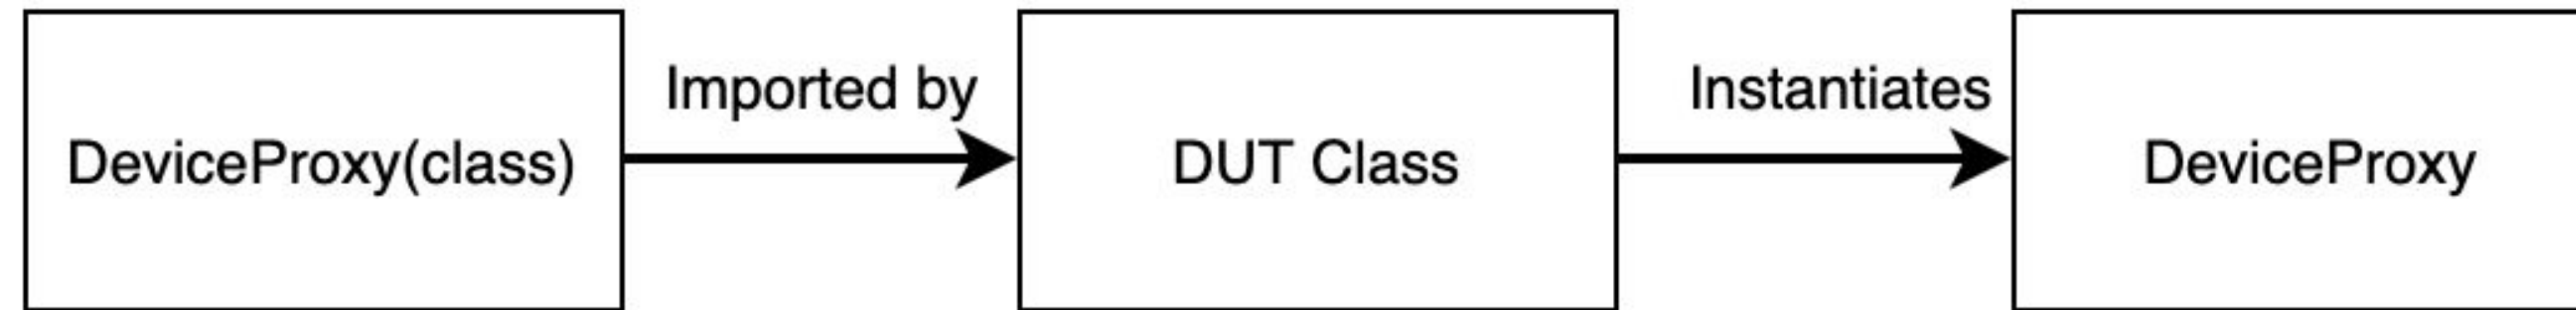 Imported by
Instantiates
DeviceProxy(class)
DUT Class
DeviceProxy